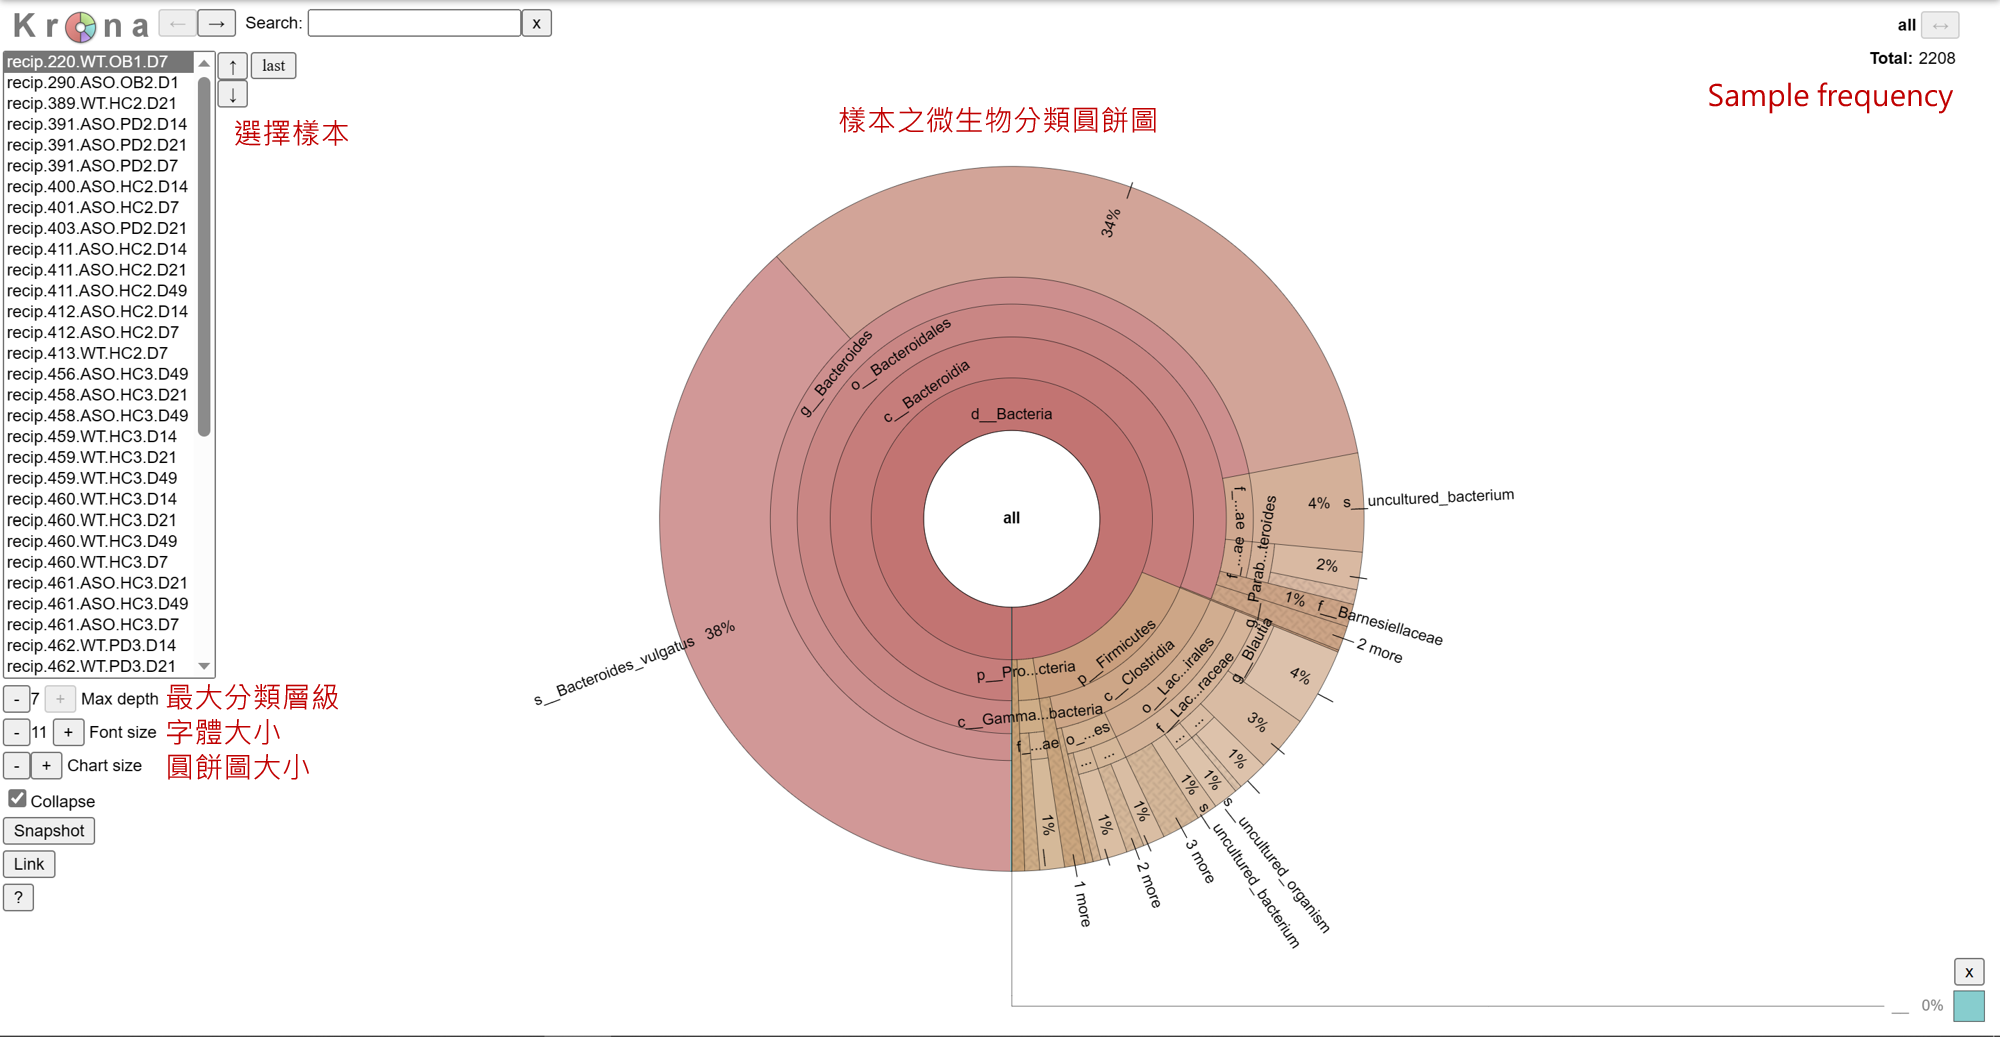 Krona ← → Search: x
all ↔
Total: 2208
Sample frequency
recip.220.WT.OB1.D7
recip.290.ASO.OB2.D1
recip.389.WT.HC2.D21
recip.391.ASO.PD2.D14
recip.391.ASO.PD2.D21
recip.391.ASO.PD2.D7
recip.400.ASO.HC2.D14
recip.401.ASO.HC2.D7
recip.403.ASO.PD2.D21
recip.411.ASO.HC2.D14
recip.411.ASO.HC2.D21
recip.411.ASO.HC2.D49
recip.412.ASO.HC2.D14
recip.412.ASO.HC2.D7
recip.413.WT.HC2.D7
recip.456.ASO.HC3.D49
recip.458.ASO.HC3.D21
recip.458.ASO.HC3.D49
recip.459.WT.HC3.D14
recip.459.WT.HC3.D21
recip.459.WT.HC3.D49
recip.460.WT.HC3.D14
recip.460.WT.HC3.D21
recip.460.WT.HC3.D49
recip.460.WT.HC3.D7
recip.461.ASO.HC3.D21
recip.461.ASO.HC3.D49
recip.461.ASO.HC3.D7
recip.462.WT.PD3.D14
recip.462.WT.PD3.D21
↑ last
↓
選擇樣本
- 7 + Max depth 最大分類層級
- 11 + Font size 字體大小
- + Chart size 圓餅圖大小
Collapse
Snapshot
Link
?
樣本之微生物分類圓餅圖
34%
g__Bacteroides
o__Bacteroidales
c__Bacteroidia
d__Bacteria
all
s__Bacteroides_vulgatus 38%
f_...ae
g__Parab...teroides
4% s__uncultured_bacterium
f_...ae
2%
1% f__Barnesiellaceae
2 more
p__Firmicutes
c__Clostridia
o__Lac...irales
f__Lac...raceae
g__Blautia
4%
3%
1%
... ...
1% s__uncultured_organism
1% s__uncultured_bacterium
3 more
p__Pro...cteria
c__Gamma...bacteria
f_...ae
o_...es
... ...
1%
1%
2 more
1 more
1%
x
__ 0%